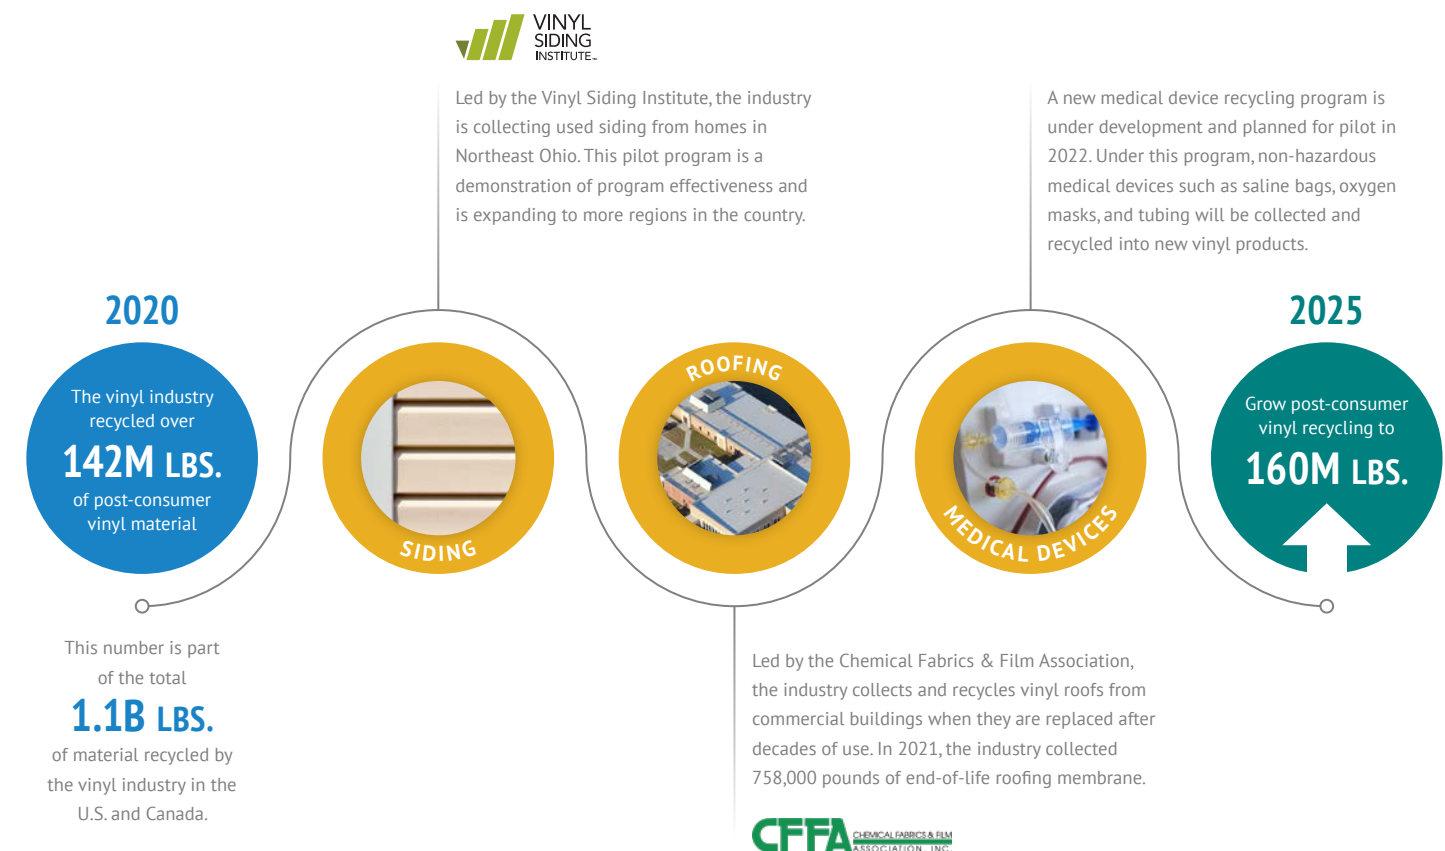 VINYL
SIDING
INSTITUTE™
Led by the Vinyl Siding Institute, the industry
is collecting used siding from homes in
Northeast Ohio. This pilot program is a
demonstration of program effectiveness and
is expanding to more regions in the country.
A new medical device recycling program is
under development and planned for pilot in
2022. Under this program, non-hazardous
medical devices such as saline bags, oxygen
masks, and tubing will be collected and
recycled into new vinyl products.
2020
The vinyl industry
recycled over
142M LBS.
of post-consumer
vinyl material
This number is part
of the total
1.1B LBS.
of material recycled by
the vinyl industry in the
U.S. and Canada.
SIDING
ROOFING
MEDICAL DEVICES
2025
Grow post-consumer
vinyl recycling to
160M LBS.
Led by the Chemical Fabrics & Film Association,
the industry collects and recycles vinyl roofs from
commercial buildings when they are replaced after
decades of use. In 2021, the industry collected
758,000 pounds of end-of-life roofing membrane.
CFFA
CHEMICAL FABRICS & FILM
ASSOCIATION, INC.